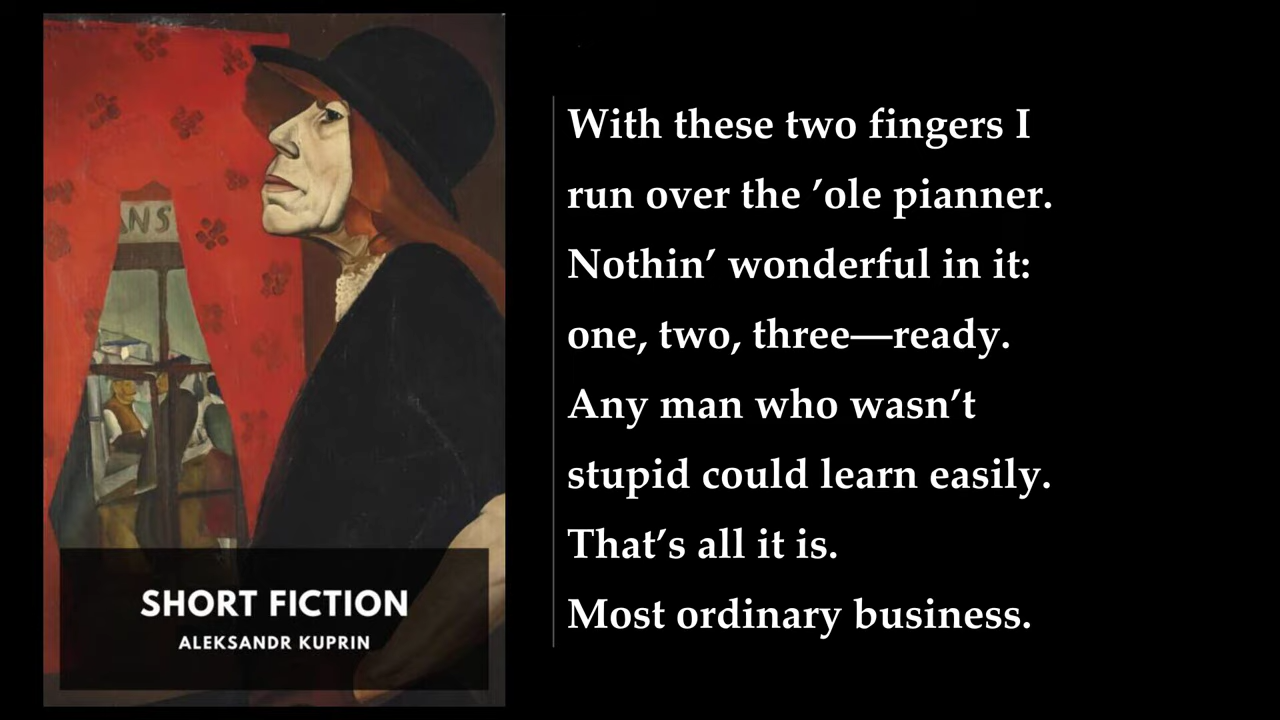 NS
SHORT FICTION
ALEKSANDR KUPRIN
With these two fingers I
run over the ’ole pianner.
Nothin’ wonderful in it:
one, two, three—ready.
Any man who wasn’t
stupid could learn easily.
That’s all it is.
Most ordinary business.